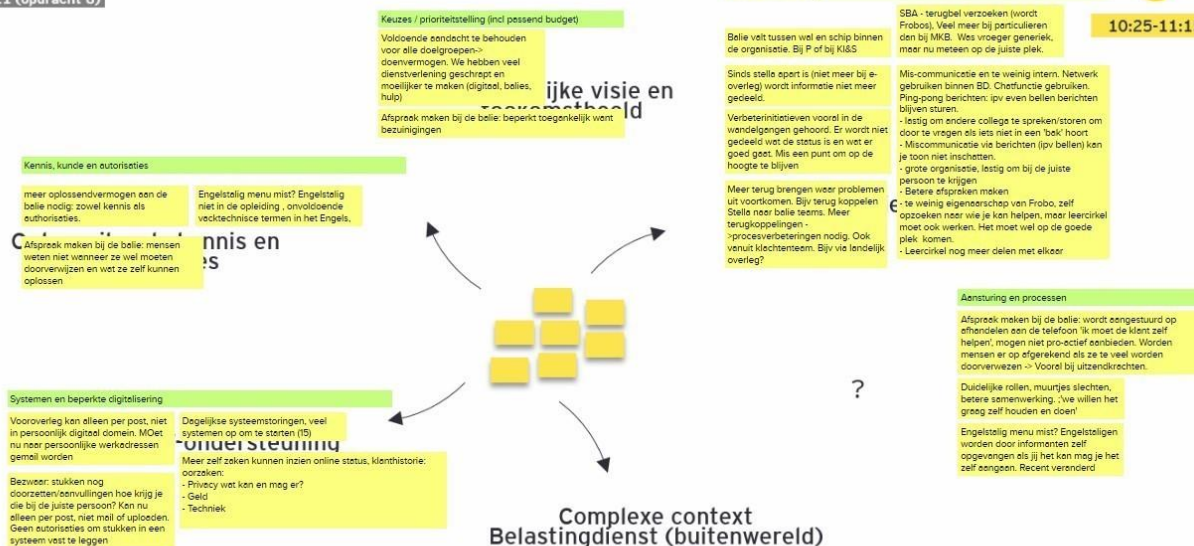 (opdracht 6)
10:25-11:1
Keuzes / prioriteitstelling (incl passend budget)
Voldoende aandacht te behouden
voor alle doelgroepen->
doenvermogen. We hebben veel
dienstverlening geschrapt en
moeilijker te maken (digitaal, balies,
hulp)
ijke visie en
Afspraak maken bij de balie: beperkt toegankelijk want
bezuinigingen
Balie valt tussen wal en schip binnen
de organisatie. Bij P of bij KI&S
SBA - terugbel verzoeken (wordt
Frobos), Veel meer bij particulieren
dan bij MKB. Was vroeger generiek,
maar nu meteen op de juiste plek.
Sinds stella apart is (niet meer bij e-
overleg) wordt informatie niet meer
gedeeld.
Verbeterinitiatieven vooral in de
wandelgangen gehoord. Er wordt niet
gedeeld wat de status is en wat er
goed gaat. Mis een punt om op de
hoogte te blijven
Meer terug brengen waar problemen
uit voortkomen. Bijv terug koppelen
Stella naar balie teams. Meer
terugkoppelingen -
>procesverbeteringen nodig. Ook
vanuit klachtenteam. Bijv via landelijk
overleg?
Mis-communicatie en te weinig intern. Netwerk
gebruiken binnen BD. Chatfunctie gebruiken.
Ping-pong berichten: ipv even bellen berichten
blijven sturen.
- lastig om andere collega te spreken/storen om
door te vragen als iets niet in een 'bak' hoort
- Miscommunicatie via berichten (ipv bellen) kan
je toon niet inschatten.
- grote organisatie, lastig om bij de juiste
persoon te krijgen
- Betere afspraken maken
- te weinig eigenaarschap van Frobo, zelf
opzoeken naar wie je kan helpen, maar leercirkel
moet ook werken. Het moet wel op de goede
plek komen.
- Leercirkel nog meer delen met elkaar
Kennis, kunde en autorisaties
meer oplossendvermogen aan de
balie nodig: zowel kennis als
authorisaties.
Engelstalig menu mist? Engelstalig
niet in de opleiding , onvoldoende
vacktechnisce termen in het Engels.
nnis en
Afspraak maken bij de balie: mensen
weten niet wanneer ze wel moeten
doorverwijzen en wat ze zelf kunnen
oplossen
Aansturing en processen
Afspraak maken bij de balie: wordt aangestuurd op
afhandelen aan de telefoon 'ik moet de klant zelf
helpen', mogen niet pro-actief aanbieden. Worden
mensen er op afgerekend als ze te veel worden
doorverwezen -> Vooral bij uitzendkrachten.
Duidelijke rollen, muurtjes slechten,
betere samenwerking. ;'we willen het
graag zelf houden en doen'
Engelstalig menu mist? Engelstaligen
worden door informanten zelf
opgevangen als jij het kan mag je het
zelf aangaan. Recent veranderd
?
Systemen en beperkte digitalisering
Vooroverleg kan alleen per post, niet
in persoonlijk digitaal domein. MOet
nu naar persoonlijke werkadressen
gemail worden
Dagelijkse systeemstoringen, veel
systemen op om te starten (15)
-ondersteuning
Meer zelf zaken kunnen inzien online status, klanthistorie:
oorzaken:
- Privacy wat kan en mag er?
- Geld
- Techniek
Bezwaar: stukken nog
doorzetten/aanvullingen hoe krijg je
die bij de juiste persoon? Kan nu
alleen per post, niet mail of uploaden.
Geen autorisaties om stukken in een
systeem vast te leggen
Complexe context
Belastingdienst (buitenwereld)